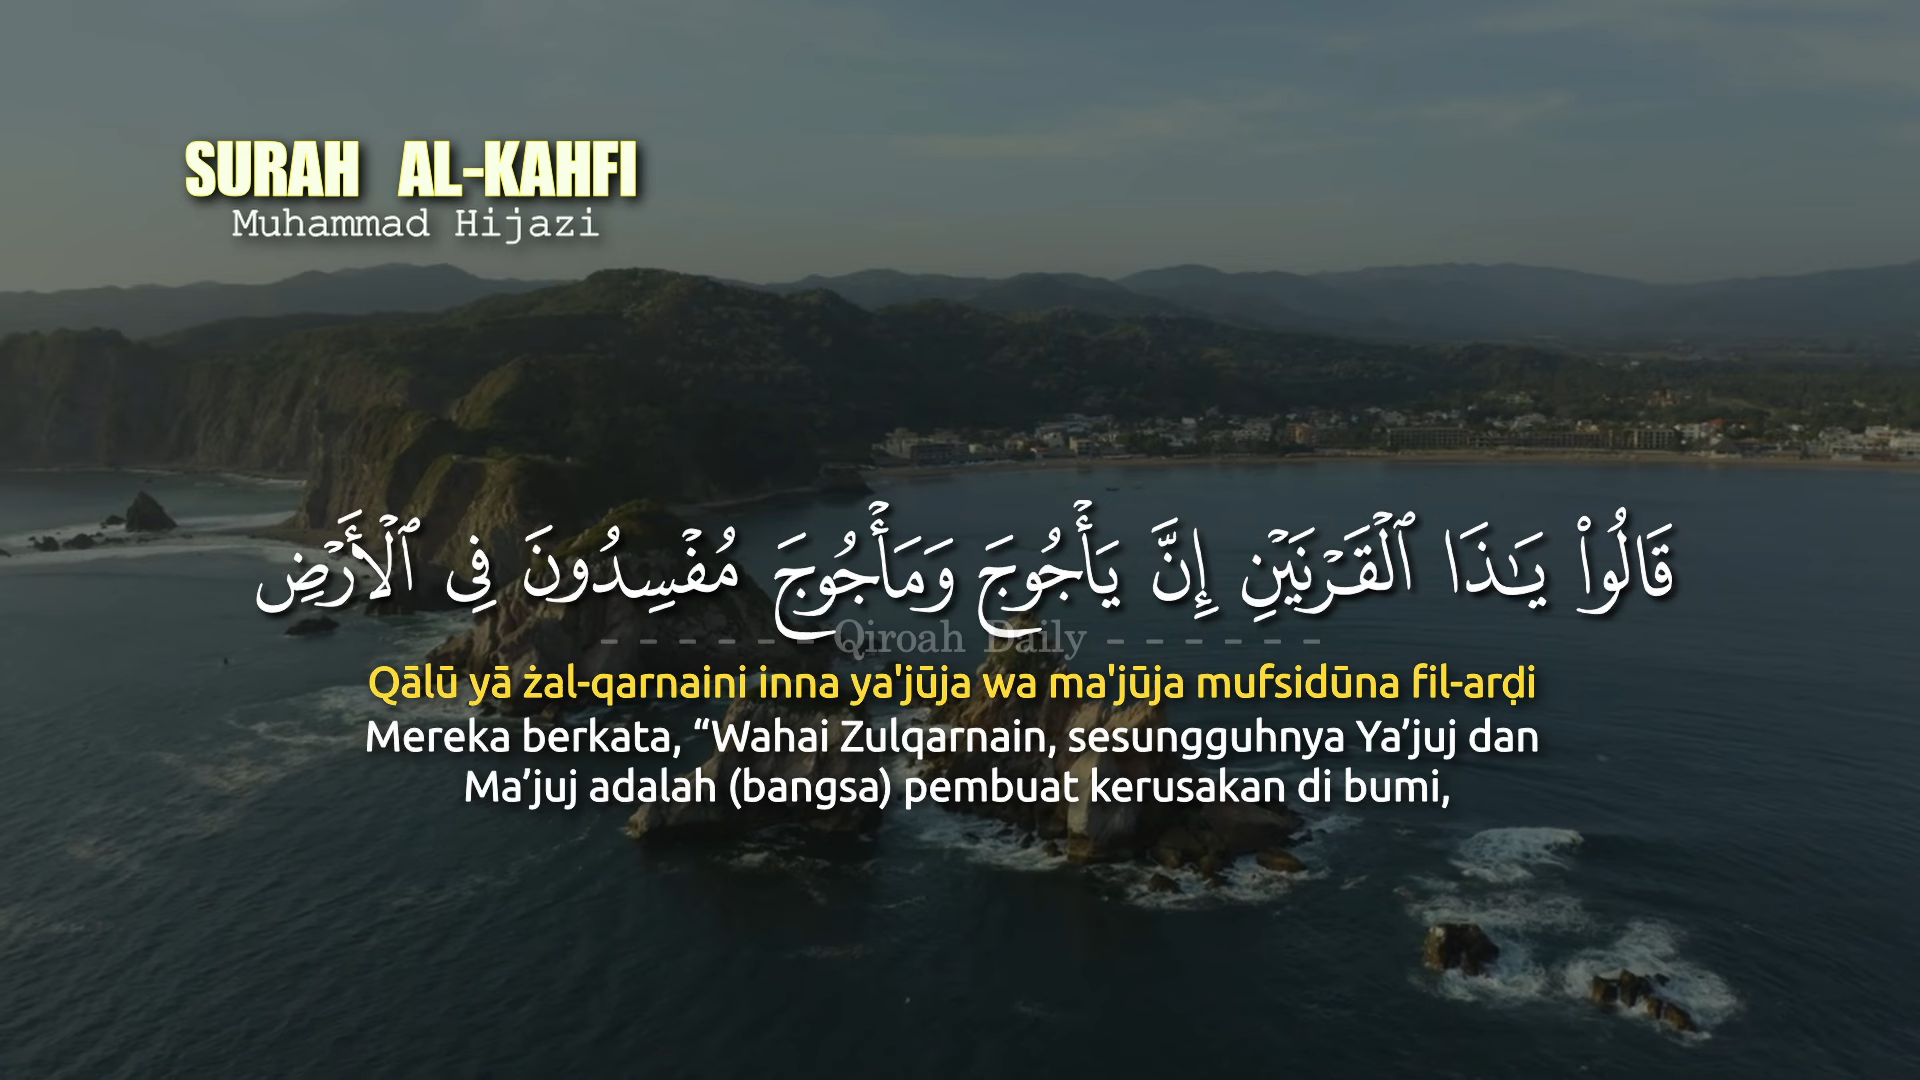 SURAH AL-KAHFI
Muhammad Hijazi
قَالُوا۟ يَـٰذَا ٱلْقَرْنَيْنِ إِنَّ يَأْجُوجَ وَمَأْجُوجَ مُفْسِدُونَ فِى ٱلْأَرْضِ
- - - - - - Qiroah Daily - - - - - -
Qālū yā żal-qarnaini inna ya'jūja wa ma'jūja mufsidūna fil-arḍi
Mereka berkata, “Wahai Zulqarnain, sesungguhnya Ya’juj dan
Ma’juj adalah (bangsa) pembuat kerusakan di bumi,